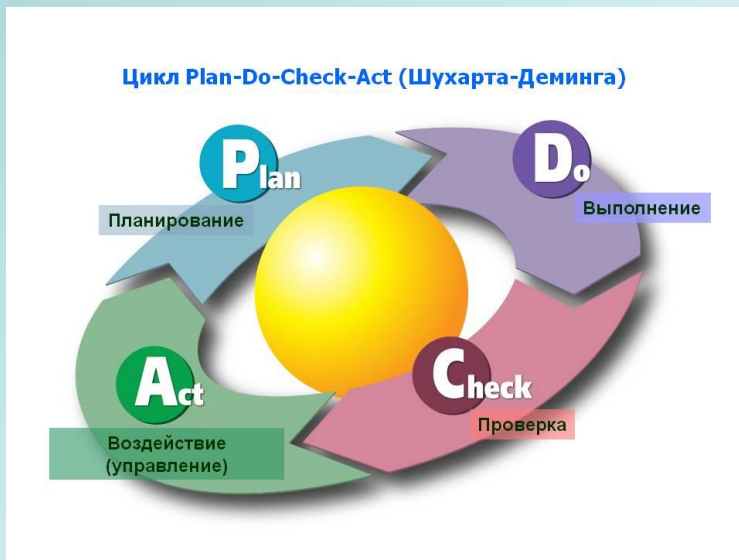 Цикл Plan-Do-Check-Act (Шухарта-Деминга)
Plan
Планирование
Do
Выполнение
Check
Проверка
Act
Воздействие
(управление)